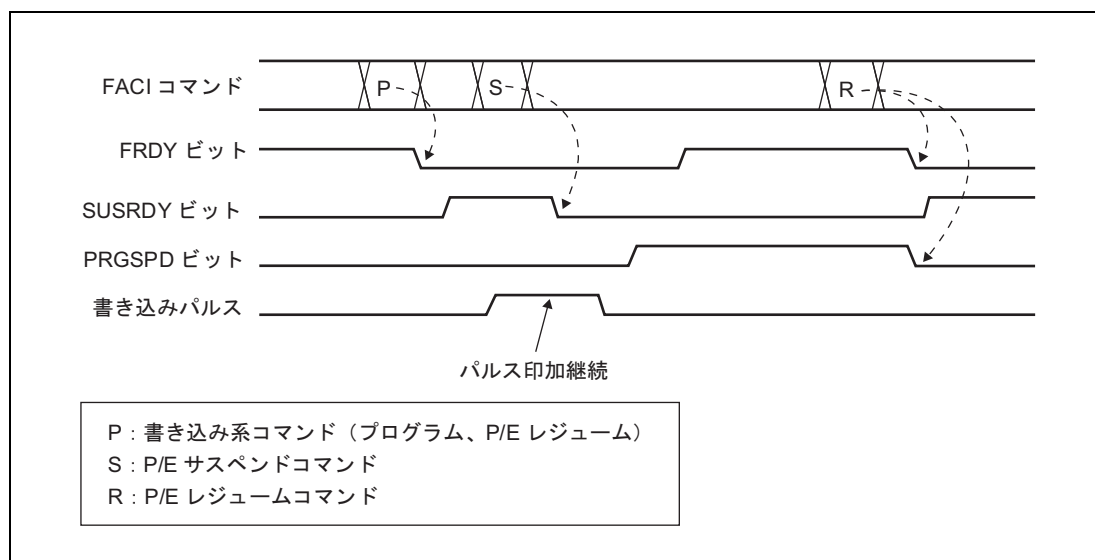 FACI コマンド
P
S
R
FRDY ビット
SUSRDY ビット
PRGSPD ビット
書き込みパルス
パルス印加継続
P：書き込み系コマンド（プログラム、P/E レジューム）
S：P/E サスペンドコマンド
R：P/E レジュームコマンド